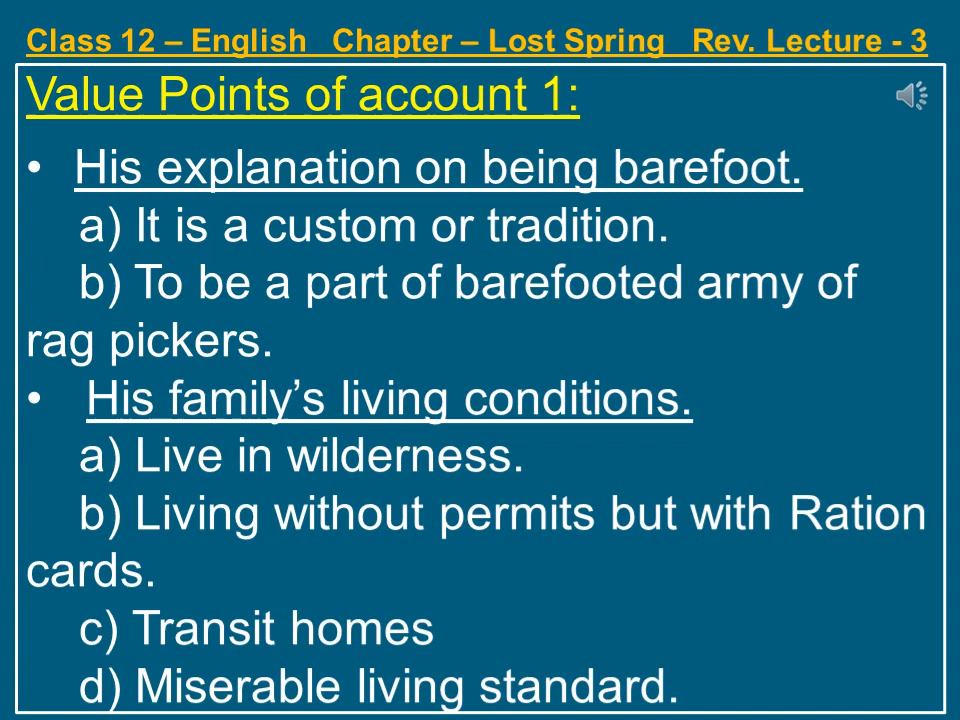 Class 12 – English   Chapter – Lost Spring   Rev. Lecture - 3
Value Points of account 1:
• His explanation on being barefoot.
a) It is a custom or tradition.
b) To be a part of barefooted army of
rag pickers.
• His family’s living conditions.
a) Live in wilderness.
b) Living without permits but with Ration
cards.
c) Transit homes
d) Miserable living standard.